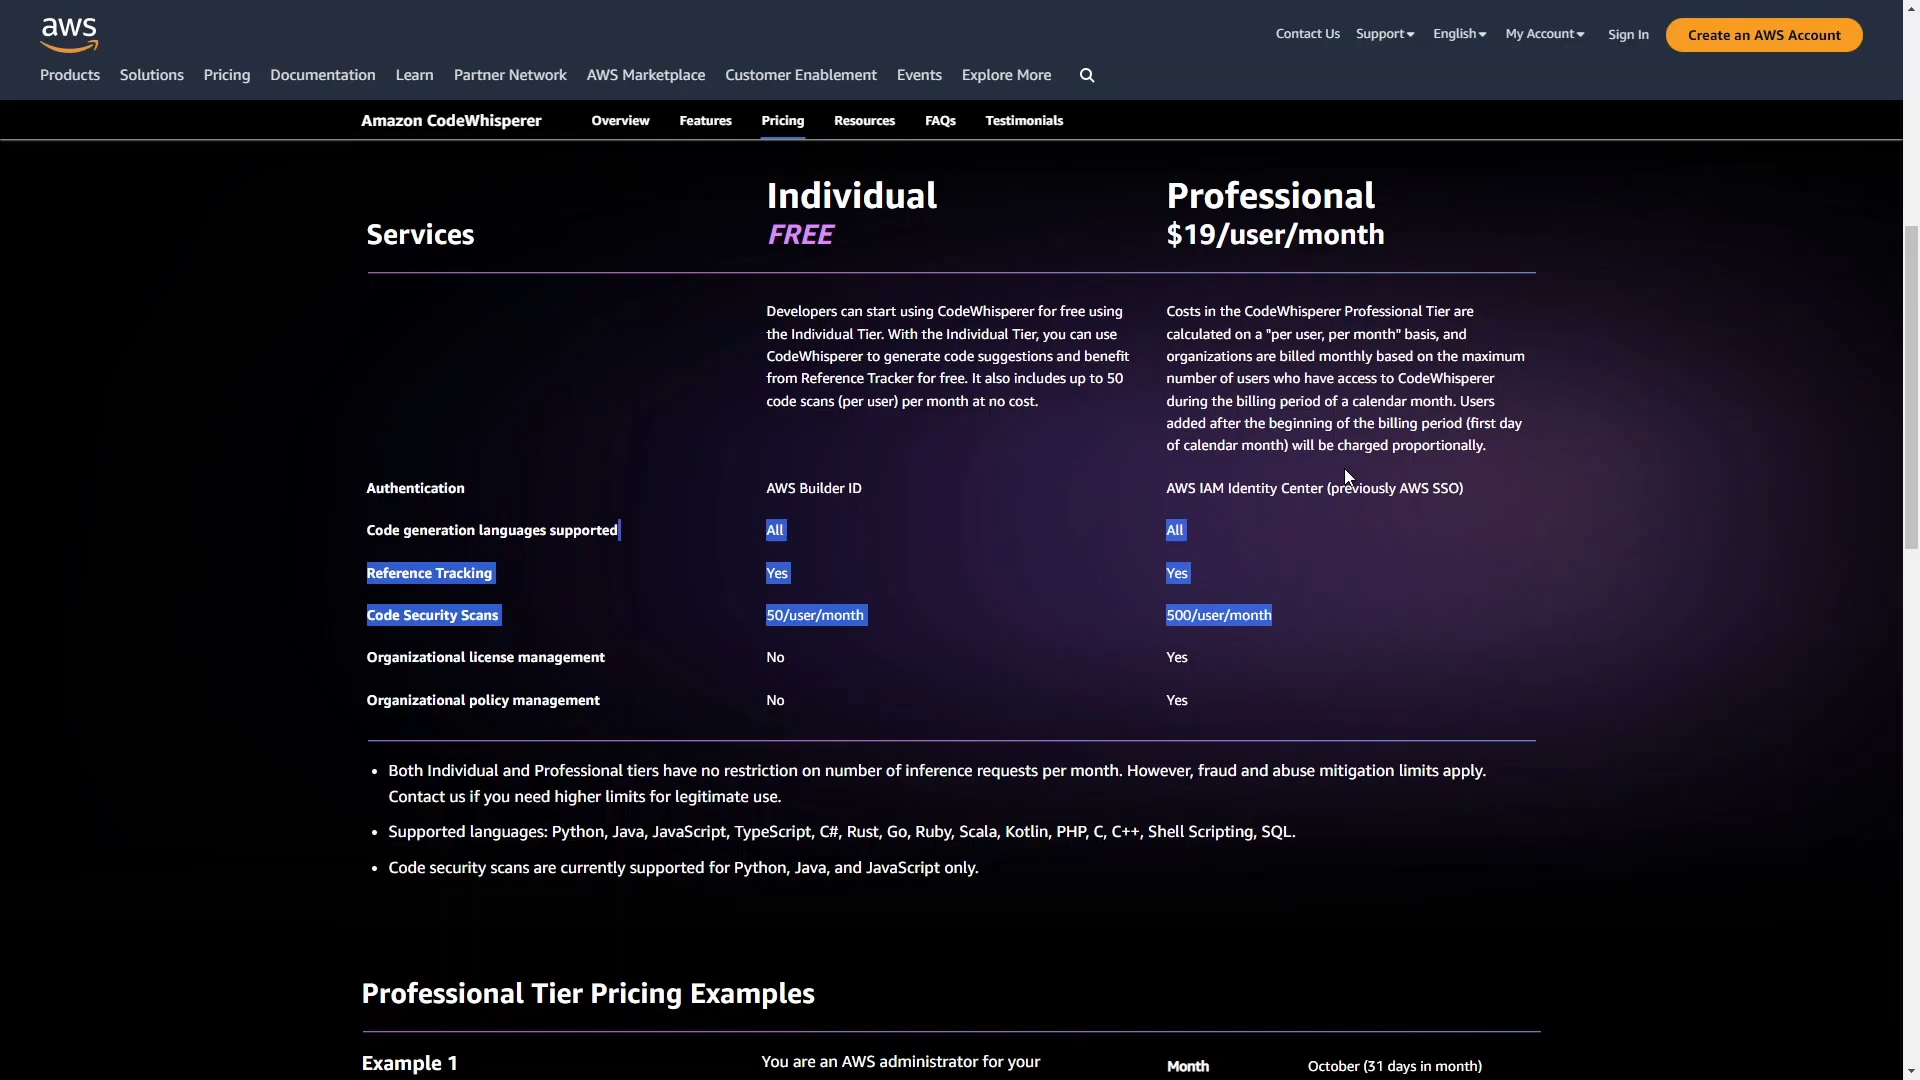 aws
Contact Us Support English My Account Sign In Create an AWS Account
Products Solutions Pricing Documentation Learn Partner Network AWS Marketplace Customer Enablement Events Explore More
Amazon CodeWhisperer Overview Features Pricing Resources FAQs Testimonials
Services
Individual
FREE
Professional
$19/user/month
Developers can start using CodeWhisperer for free using
the Individual Tier. With the Individual Tier, you can use
CodeWhisperer to generate code suggestions and benefit
from Reference Tracker for free. It also includes up to 50
code scans (per user) per month at no cost.
Costs in the CodeWhisperer Professional Tier are
calculated on a "per user, per month" basis, and
organizations are billed monthly based on the maximum
number of users who have access to CodeWhisperer
during the billing period of a calendar month. Users
added after the beginning of the billing period (first day
of calendar month) will be charged proportionally.
Authentication AWS Builder ID AWS IAM Identity Center (previously AWS SSO)
Code generation languages supported All All
Reference Tracking Yes Yes
Code Security Scans 50/user/month 500/user/month
Organizational license management No Yes
Organizational policy management No Yes
• Both Individual and Professional tiers have no restriction on number of inference requests per month. However, fraud and abuse mitigation limits apply.
Contact us if you need higher limits for legitimate use.
• Supported languages: Python, Java, JavaScript, TypeScript, C#, Rust, Go, Ruby, Scala, Kotlin, PHP, C, C++, Shell Scripting, SQL.
• Code security scans are currently supported for Python, Java, and JavaScript only.
Professional Tier Pricing Examples
Example 1 You are an AWS administrator for your Month October (31 days in month)